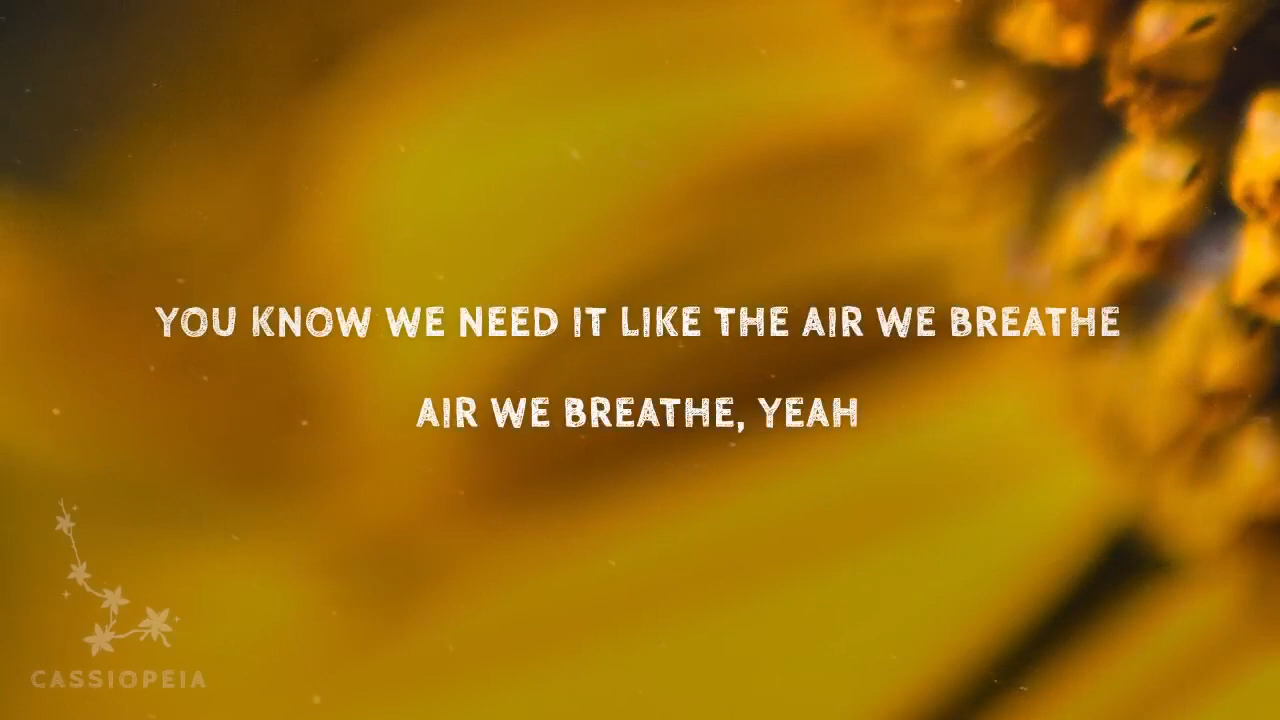 YOU KNOW WE NEED IT LIKE THE AIR WE BREATHE
AIR WE BREATHE, YEAH
CASSIOPEIA